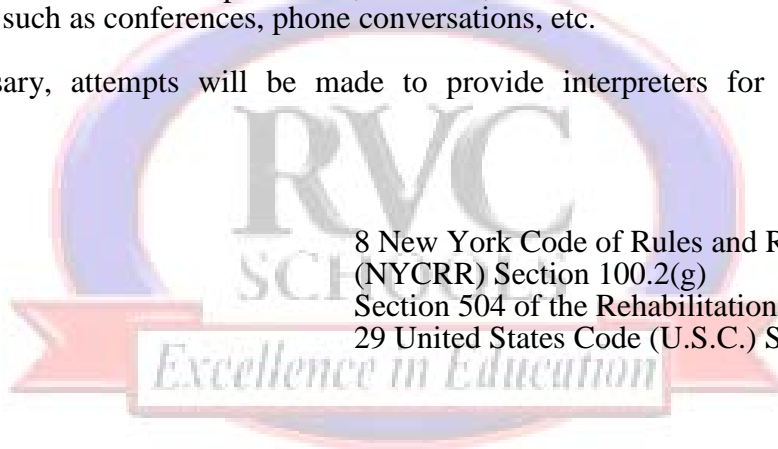 such as conferences, phone conversations, etc.
sary, attempts will be made to provide interpreters for
RVC
SCHOOLS
8 New York Code of Rules and R
(NYCRR) Section 100.2(g)
Section 504 of the Rehabilitation
29 United States Code (U.S.C.) S
Excellence in Education